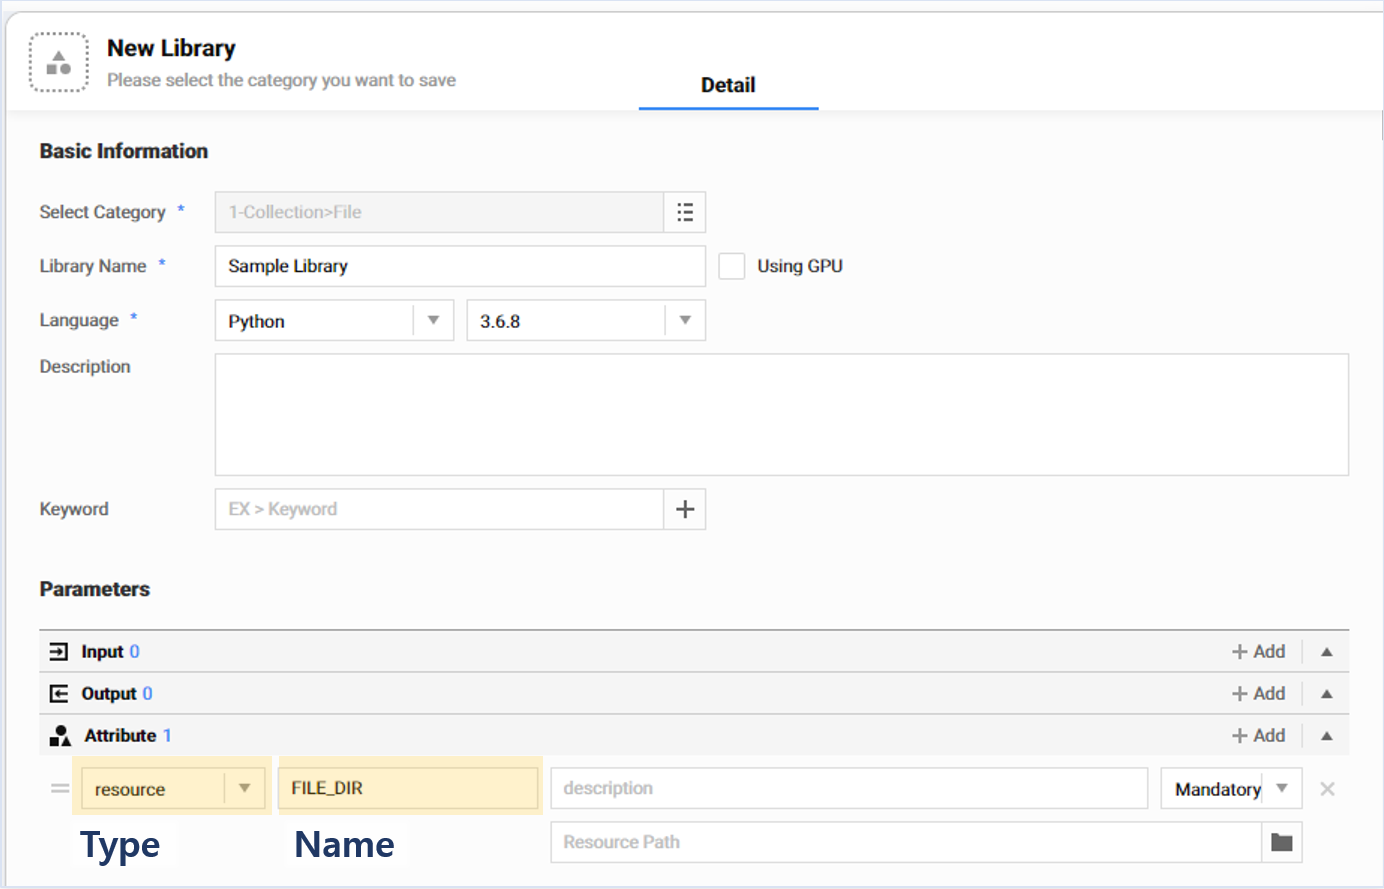 New Library
Please select the category you want to save
Detail
Basic Information
Select Category * 1-Collection>File
Library Name * Sample Library Using GPU
Language * Python 3.6.8
Description
Keyword EX > Keyword
Parameters
Input 0 Add
Output 0 Add
Attribute 1 Add
resource FILE_DIR description Mandatory
Type Name Resource Path